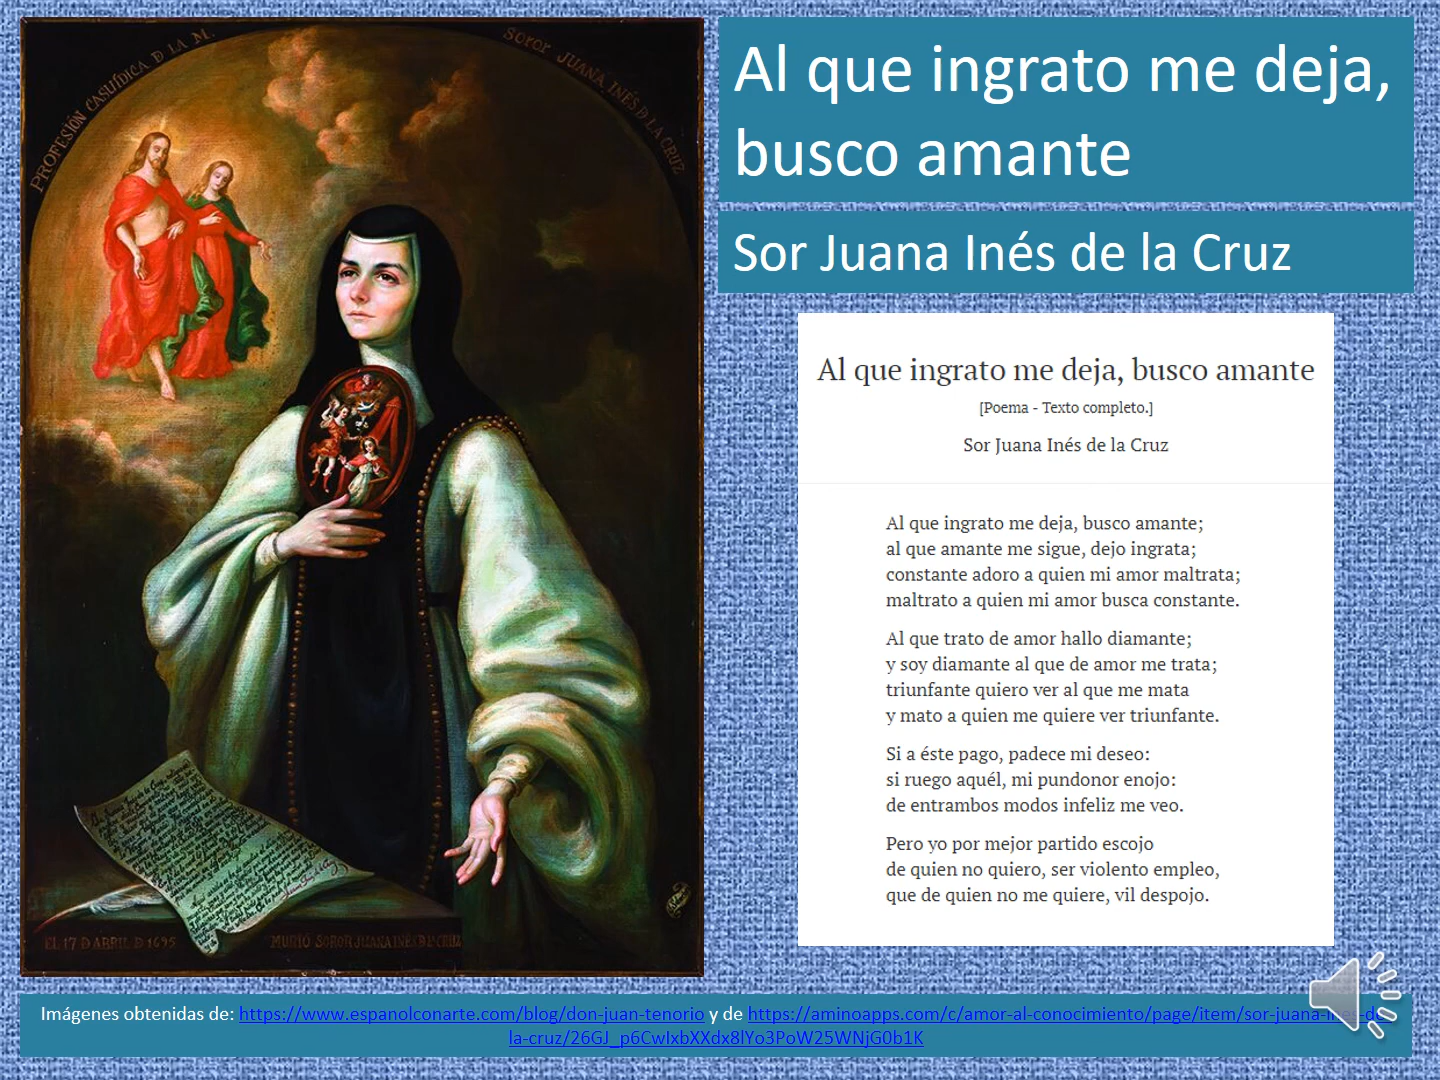 PROFESIÓN CASUÍDICA D LA M.
Soror JUANA INÉS D LA CRUZ
EL 17 D ABRIL D 1695
MURIÓ SOROR JUANA INÉS D LA CRUZ
Al que ingrato me deja,
busco amante
Sor Juana Inés de la Cruz
Al que ingrato me deja, busco amante
[Poema - Texto completo.]
Sor Juana Inés de la Cruz
Al que ingrato me deja, busco amante;
al que amante me sigue, dejo ingrata;
constante adoro a quien mi amor maltrata;
maltrato a quien mi amor busca constante.
Al que trato de amor hallo diamante;
y soy diamante al que de amor me trata;
triunfante quiero ver al que me mata
y mato a quien me quiere ver triunfante.
Si a éste pago, padece mi deseo:
si ruego aquél, mi pundonor enojo:
de entrambos modos infeliz me veo.
Pero yo por mejor partido escojo
de quien no quiero, ser violento empleo,
que de quien no me quiere, vil despojo.
Imágenes obtenidas de: https://www.espanolconarte.com/blog/don-juan-tenorio y de https://aminoapps.com/c/amor-al-conocimiento/page/item/sor-juana-ines-de-
la-cruz/26GJ_p6CwIxbXXdx8lYo3PoW25WNjG0b1K